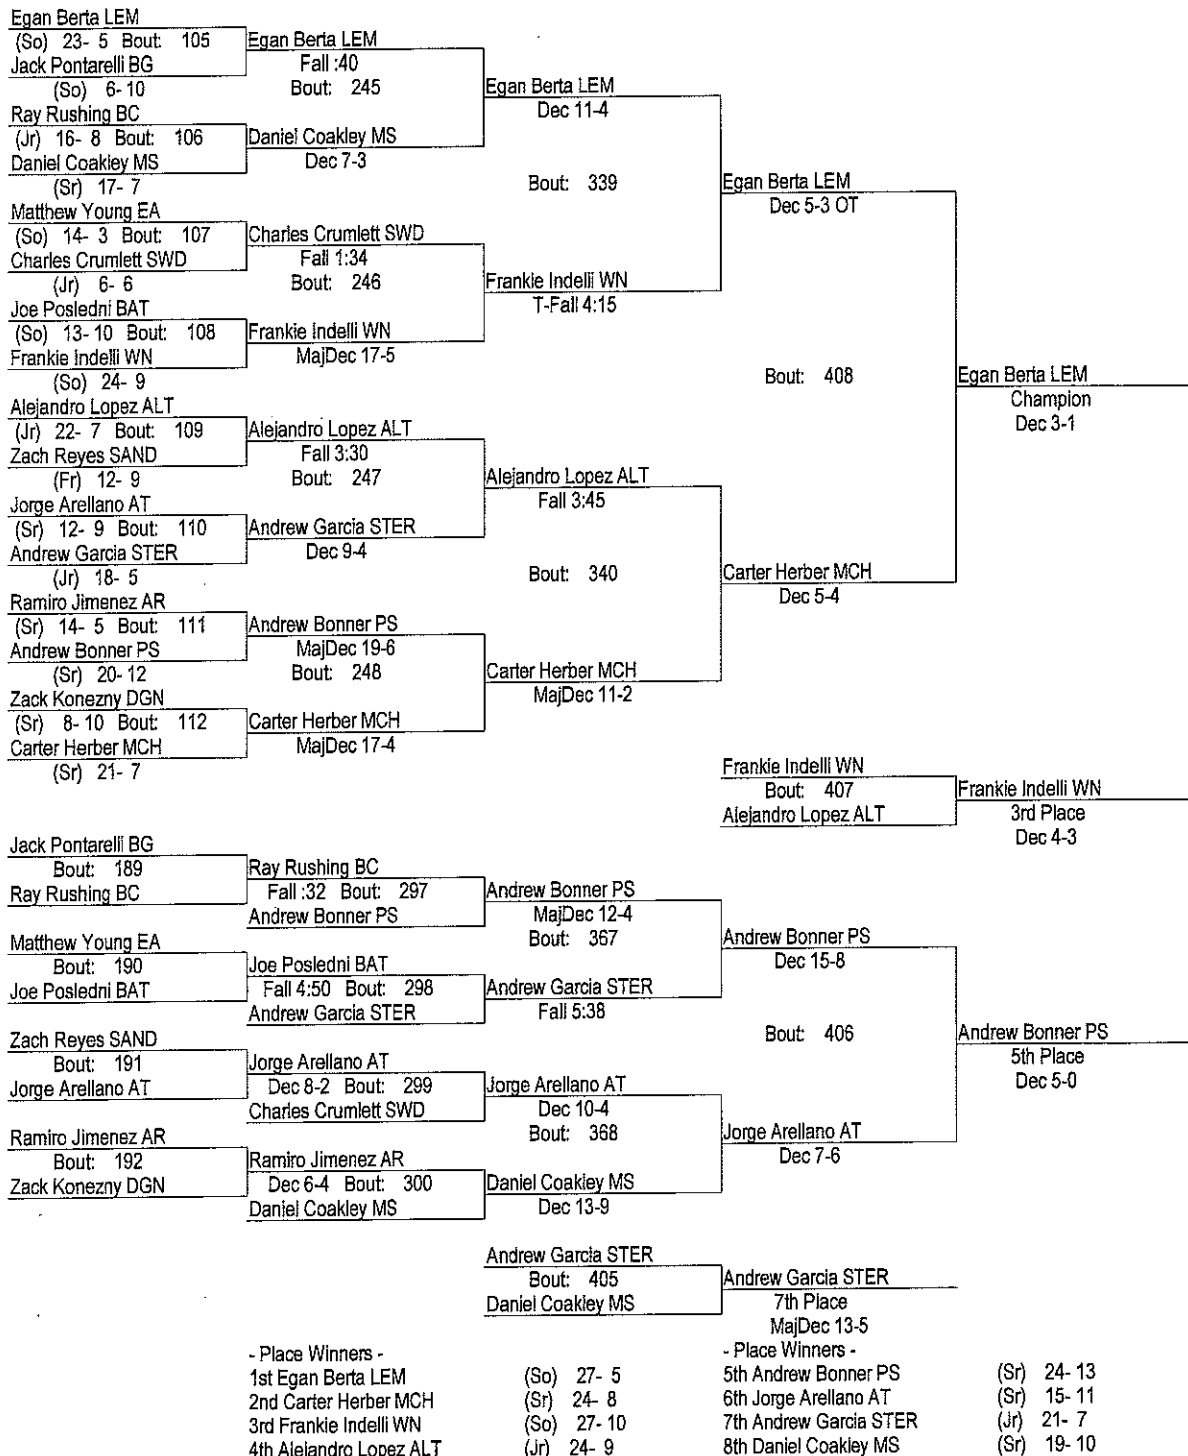 Egan Berta LEM
(So) 23- 5 Bout: 105
Egan Berta LEM
Jack Pontarelli BG
Fall :40
(So) 6- 10
Bout: 245
Egan Berta LEM
Ray Rushing BC
Dec 11-4
(Jr) 16- 8 Bout: 106
Daniel Coakley MS
Daniel Coakley MS
Dec 7-3
(Sr) 17- 7
Bout: 339
Egan Berta LEM
Matthew Young EA
Dec 5-3 OT
(So) 14- 3 Bout: 107
Charles Crumlett SWD
Charles Crumlett SWD
Fall 1:34
(Jr) 6- 6
Bout: 246
Frankie Indelli WN
Joe Posledni BAT
T-Fall 4:15
(So) 13- 10 Bout: 108
Frankie Indelli WN
Frankie Indelli WN
MajDec 17-5
(So) 24- 9
Bout: 408
Egan Berta LEM
Champion
Dec 3-1
Alejandro Lopez ALT
(Jr) 22- 7 Bout: 109
Alejandro Lopez ALT
Zach Reyes SAND
Fall 3:30
(Fr) 12- 9
Bout: 247
Alejandro Lopez ALT
Jorge Arellano AT
Fall 3:45
(Sr) 12- 9 Bout: 110
Andrew Garcia STER
Andrew Garcia STER
Dec 9-4
(Jr) 18- 5
Bout: 340
Carter Herber MCH
Ramiro Jimenez AR
Dec 5-4
(Sr) 14- 5 Bout: 111
Andrew Bonner PS
Andrew Bonner PS
MajDec 19-6
(Sr) 20- 12
Bout: 248
Carter Herber MCH
Zack Konezny DGN
MajDec 11-2
(Sr) 8- 10 Bout: 112
Carter Herber MCH
Carter Herber MCH
MajDec 17-4
(Sr) 21- 7
Frankie Indelli WN
Bout: 407
Frankie Indelli WN
Alejandro Lopez ALT
3rd Place
Dec 4-3
Jack Pontarelli BG
Bout: 189
Ray Rushing BC
Ray Rushing BC
Fall :32 Bout: 297
Andrew Bonner PS
Andrew Bonner PS
MajDec 12-4
Bout: 367
Andrew Bonner PS
Dec 15-8
Matthew Young EA
Bout: 190
Joe Posledni BAT
Joe Posledni BAT
Fall 4:50 Bout: 298
Andrew Garcia STER
Andrew Garcia STER
Fall 5:38
Zach Reyes SAND
Bout: 406
Andrew Bonner PS
5th Place
Dec 5-0
Bout: 191
Jorge Arellano AT
Jorge Arellano AT
Dec 8-2 Bout: 299
Jorge Arellano AT
Charles Crumlett SWD
Dec 10-4
Bout: 368
Jorge Arellano AT
Dec 7-6
Ramiro Jimenez AR
Bout: 192
Ramiro Jimenez AR
Zack Konezny DGN
Dec 6-4 Bout: 300
Daniel Coakley MS
Daniel Coakley MS
Dec 13-9
Andrew Garcia STER
Bout: 405
Andrew Garcia STER
Daniel Coakley MS
7th Place
MajDec 13-5
- Place Winners -
1st Egan Berta LEM (So) 27- 5
2nd Carter Herber MCH (Sr) 24- 8
3rd Frankie Indelli WN (So) 27- 10
4th Alejandro Lopez ALT (Jr) 24- 9
- Place Winners -
5th Andrew Bonner PS (Sr) 24- 13
6th Jorge Arellano AT (Sr) 15- 11
7th Andrew Garcia STER (Jr) 21- 7
8th Daniel Coakley MS (Sr) 19- 10